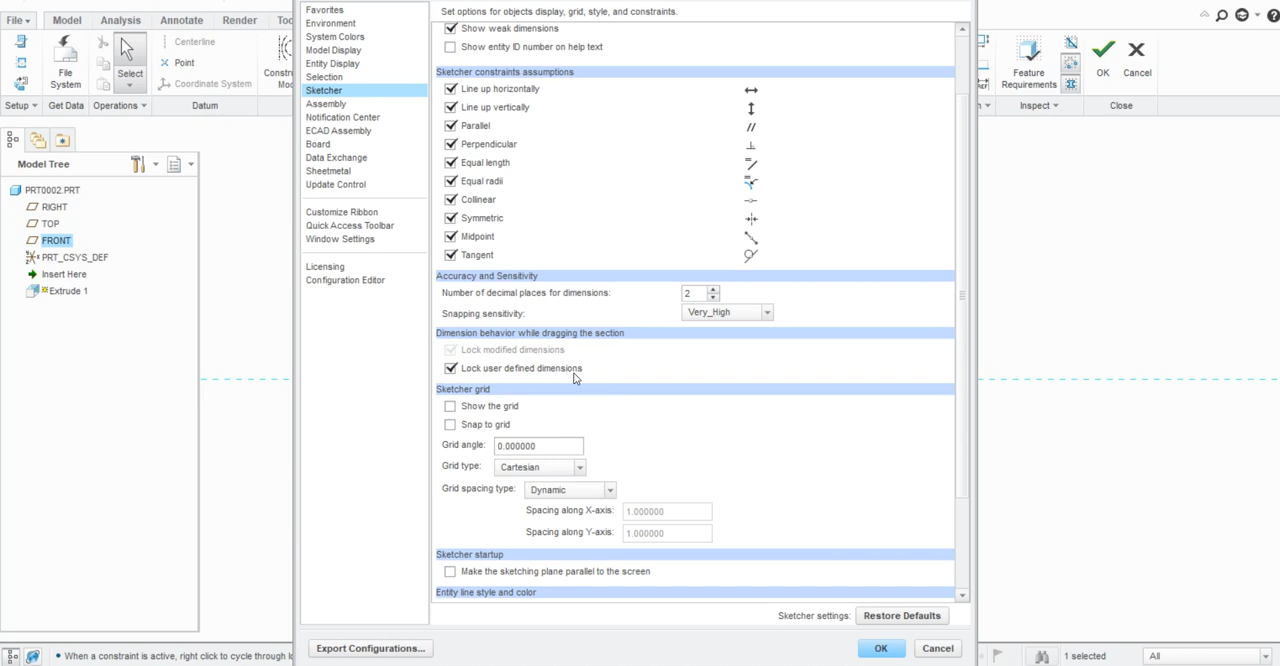 File
Model
Analysis
Annotate
Render
Centerline
Point
Coordinate System
File
System
Select
Setup
Get Data
Operations
Datum
Model Tree
PRT0002.PRT
RIGHT
TOP
FRONT
PRT_CSYS_DEF
Insert Here
Extrude 1
Favorites
Environment
System Colors
Model Display
Entity Display
Selection
Sketcher
Assembly
Notification Center
ECAD Assembly
Board
Data Exchange
Sheetmetal
Update Control
Customize Ribbon
Quick Access Toolbar
Window Settings
Licensing
Configuration Editor
Set options for objects display, grid, style, and constraints.
Show weak dimensions
Show entity ID number on help text
Sketcher constraints assumptions
Line up horizontally
Line up vertically
Parallel
Perpendicular
Equal length
Equal radii
Collinear
Symmetric
Midpoint
Tangent
Accuracy and Sensitivity
Number of decimal places for dimensions: 2
Snapping sensitivity: Very_High
Dimension behavior while dragging the section
Lock modified dimensions
Lock user defined dimensions
Sketcher grid
Show the grid
Snap to grid
Grid angle: 0.000000
Grid type: Cartesian
Grid spacing type: Dynamic
Spacing along X-axis: 1.000000
Spacing along Y-axis: 1.000000
Sketcher startup
Make the sketching plane parallel to the screen
Entity line style and color
Sketcher settings: Restore Defaults
Export Configurations...
OK
Cancel
Feature
Requirements
OK
Cancel
Inspect
Close
• When a constraint is active, right click to cycle through
1 selected
All